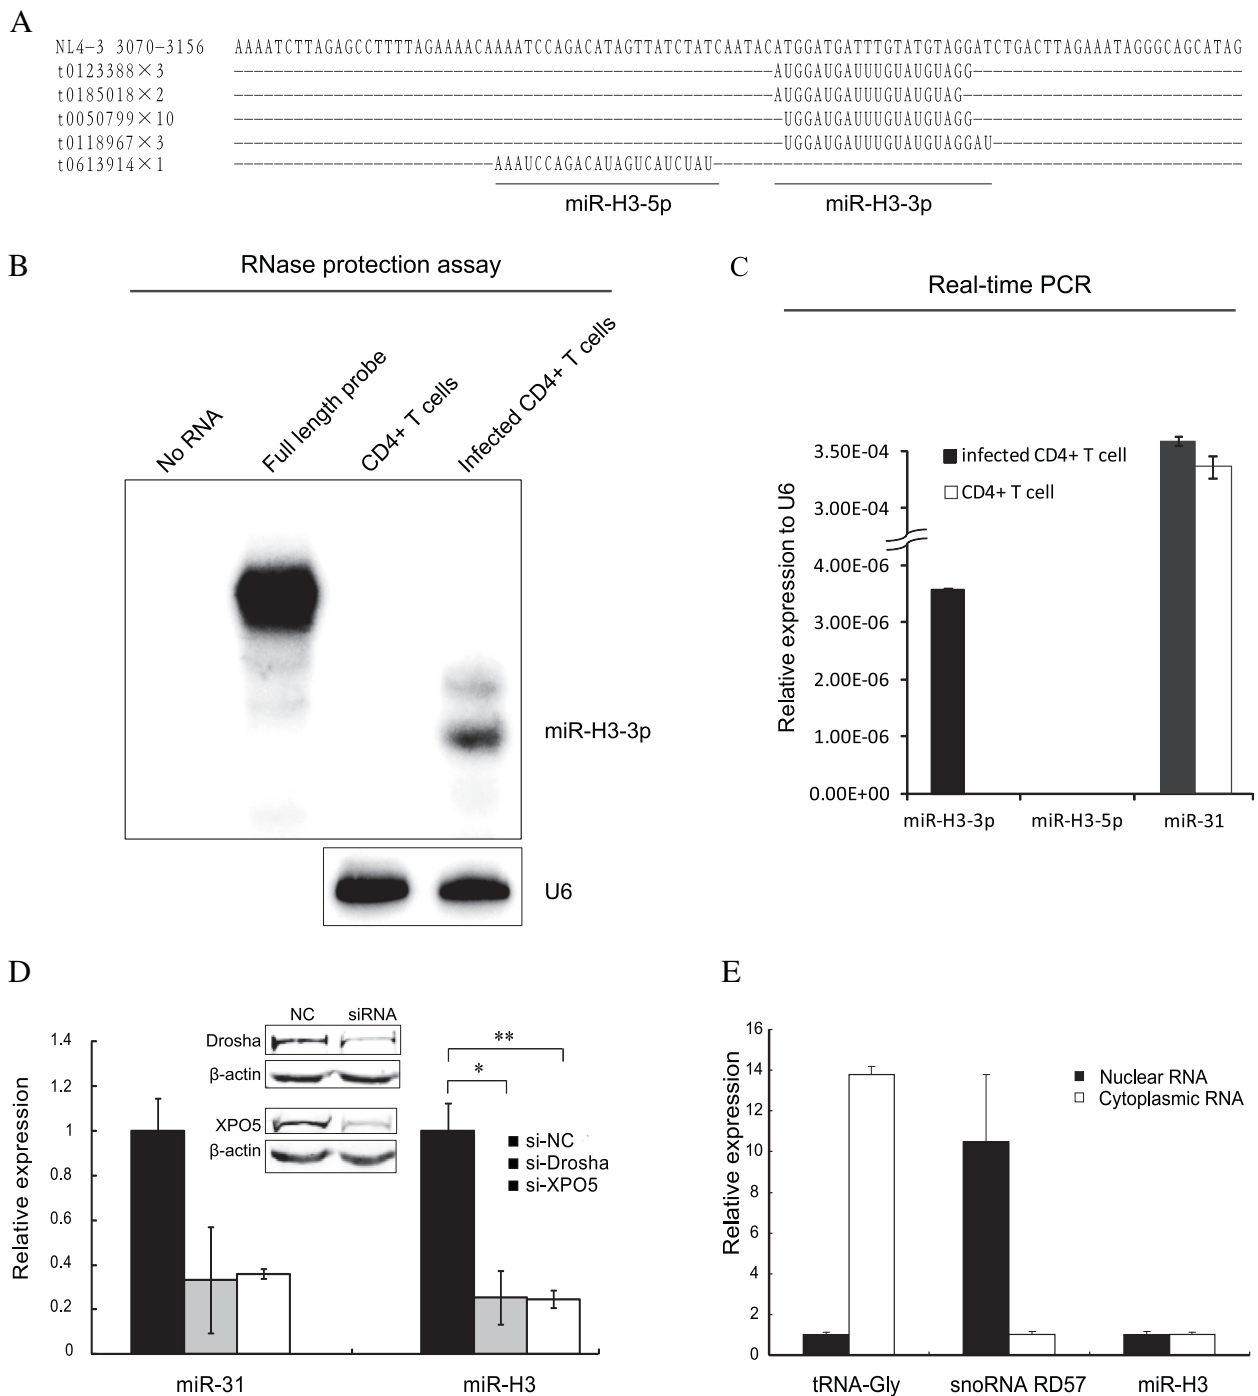 A
NL4-3 3070-3156 AAAATCTTAGAGCCTTTTAGAAAACAAAATCCAGACATAGTTATCTATCAATACATGGATGATTTGTATGTAGGATCTGACTTAGAAATAGGGCAGCATAG
t0123388×3 AUGGAUGAUUUGUAUGUAGG
t0185018×2 AUGGAUGAUUUGUAUGUAG
t0050799×10 UGGAUGAUUUGUAUGUAGG
t0118967×3 UGGAUGAUUUGUAUGUAGGAU
t0613914×1 AAAUCCAGACAUAGUCAUCUAU
miR-H3-5p miR-H3-3p
B
RNase protection assay
No RNA
Full length probe
CD4+ T cells
Infected CD4+ T cells
miR-H3-3p
U6
C
Real-time PCR
Relative expression to U6
3.50E-04
3.00E-04
4.00E-06
3.00E-06
2.00E-06
1.00E-06
0.00E+00
infected CD4+ T cell
CD4+ T cell
miR-H3-3p miR-H3-5p miR-31
D
Relative expression
1.4
1.2
1
0.8
0.6
0.4
0.2
0
NC siRNA
Drosha
β-actin
XPO5
β-actin
**
*
si-NC
si-Drosha
si-XPO5
miR-31 miR-H3
E
Relative expression
16
14
12
10
8
6
4
2
0
Nuclear RNA
Cytoplasmic RNA
tRNA-Gly snoRNA RD57 miR-H3